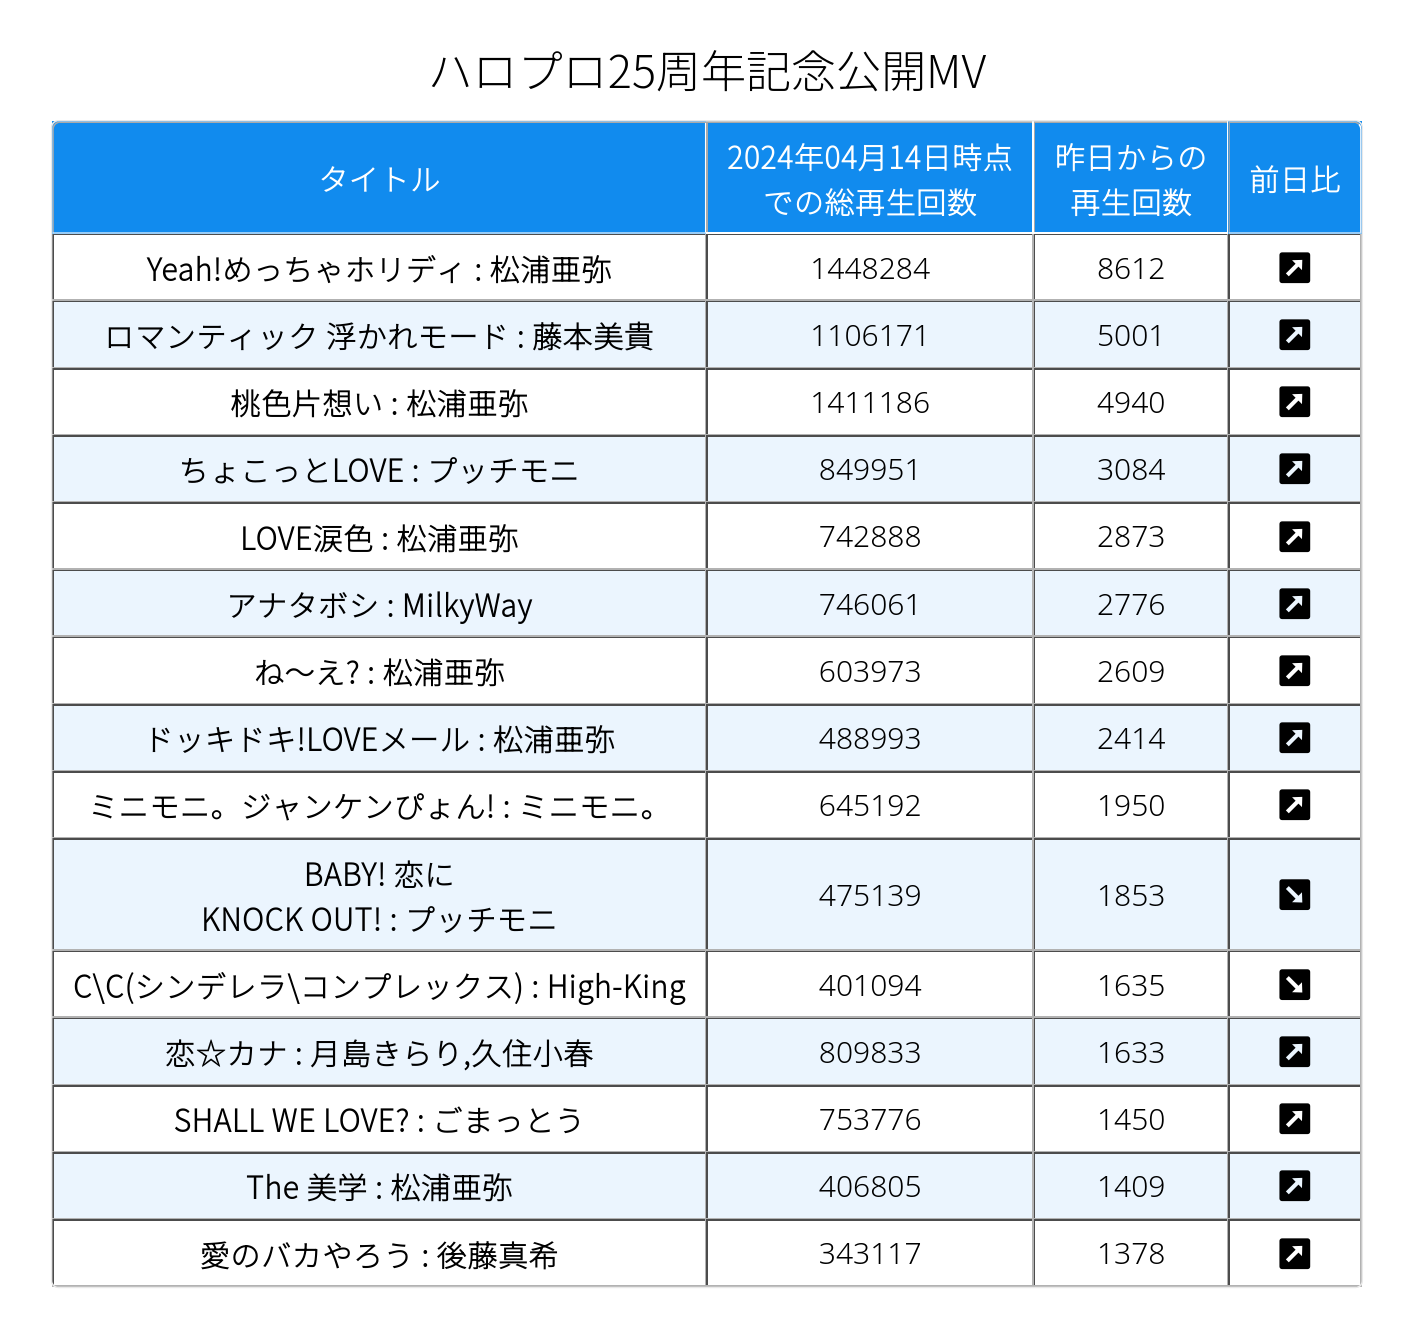 ハロプロ25周年記念公開MV
タイトル
2024年04月14日時点
での総再生回数
昨日からの
再生回数
前日比
Yeah!めっちゃホリディ : 松浦亜弥 1448284 8612 ↗
ロマンティック 浮かれモード : 藤本美貴 1106171 5001 ↗
桃色片想い : 松浦亜弥 1411186 4940 ↗
ちょこっとLOVE : プッチモニ 849951 3084 ↗
LOVE涙色 : 松浦亜弥 742888 2873 ↗
アナタボシ : MilkyWay 746061 2776 ↗
ね〜え? : 松浦亜弥 603973 2609 ↗
ドッキドキ!LOVEメール : 松浦亜弥 488993 2414 ↗
ミニモニ。ジャンケンぴょん! : ミニモニ。 645192 1950 ↗
BABY! 恋に
KNOCK OUT! : プッチモニ 475139 1853 ↘
C\C(シンデレラ\コンプレックス) : High-King 401094 1635 ↘
恋☆カナ : 月島きらり,久住小春 809833 1633 ↗
SHALL WE LOVE? : ごまっとう 753776 1450 ↗
The 美学 : 松浦亜弥 406805 1409 ↗
愛のバカやろう : 後藤真希 343117 1378 ↗